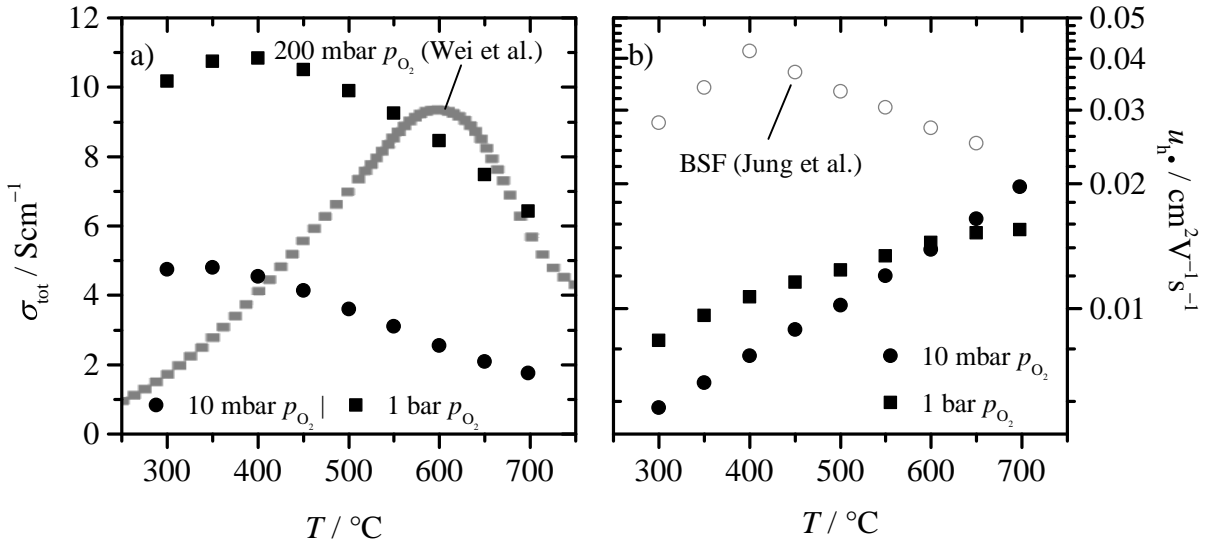 a)
200 mbar pO2 (Wei et al.)
12
10
8
6
4
2
0
σtot / Scm−1
10 mbar pO2 | 1 bar pO2
300 400 500 600 700
T / °C
b)
BSF (Jung et al.)
10 mbar pO2
1 bar pO2
0.05
0.04
0.03
0.02
0.01
uh• / cm2V−1s−1
300 400 500 600 700
T / °C